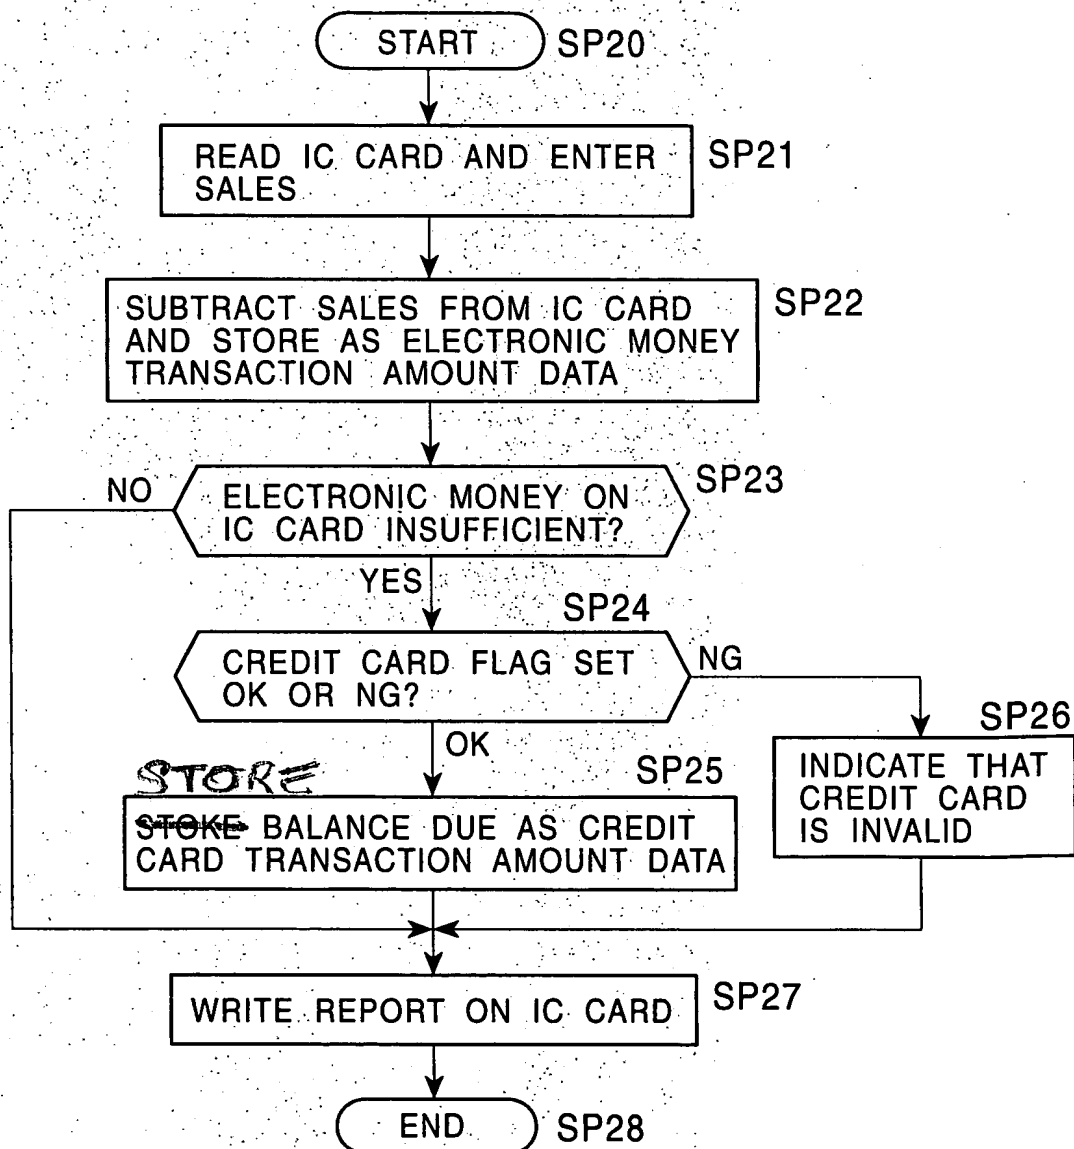 START SP20
READ IC CARD AND ENTER SP21
SALES
SUBTRACT SALES FROM IC CARD SP22
AND STORE AS ELECTRONIC MONEY
TRANSACTION AMOUNT DATA
SP23
NO ELECTRONIC MONEY ON
IC CARD INSUFFICIENT?
YES
SP24
CREDIT CARD FLAG SET NG
OK OR NG?
OK
SP26
INDICATE THAT
CREDIT CARD
IS INVALID
STORE SP25
STOKE BALANCE DUE AS CREDIT
CARD TRANSACTION AMOUNT DATA
WRITE REPORT ON IC CARD SP27
END SP28